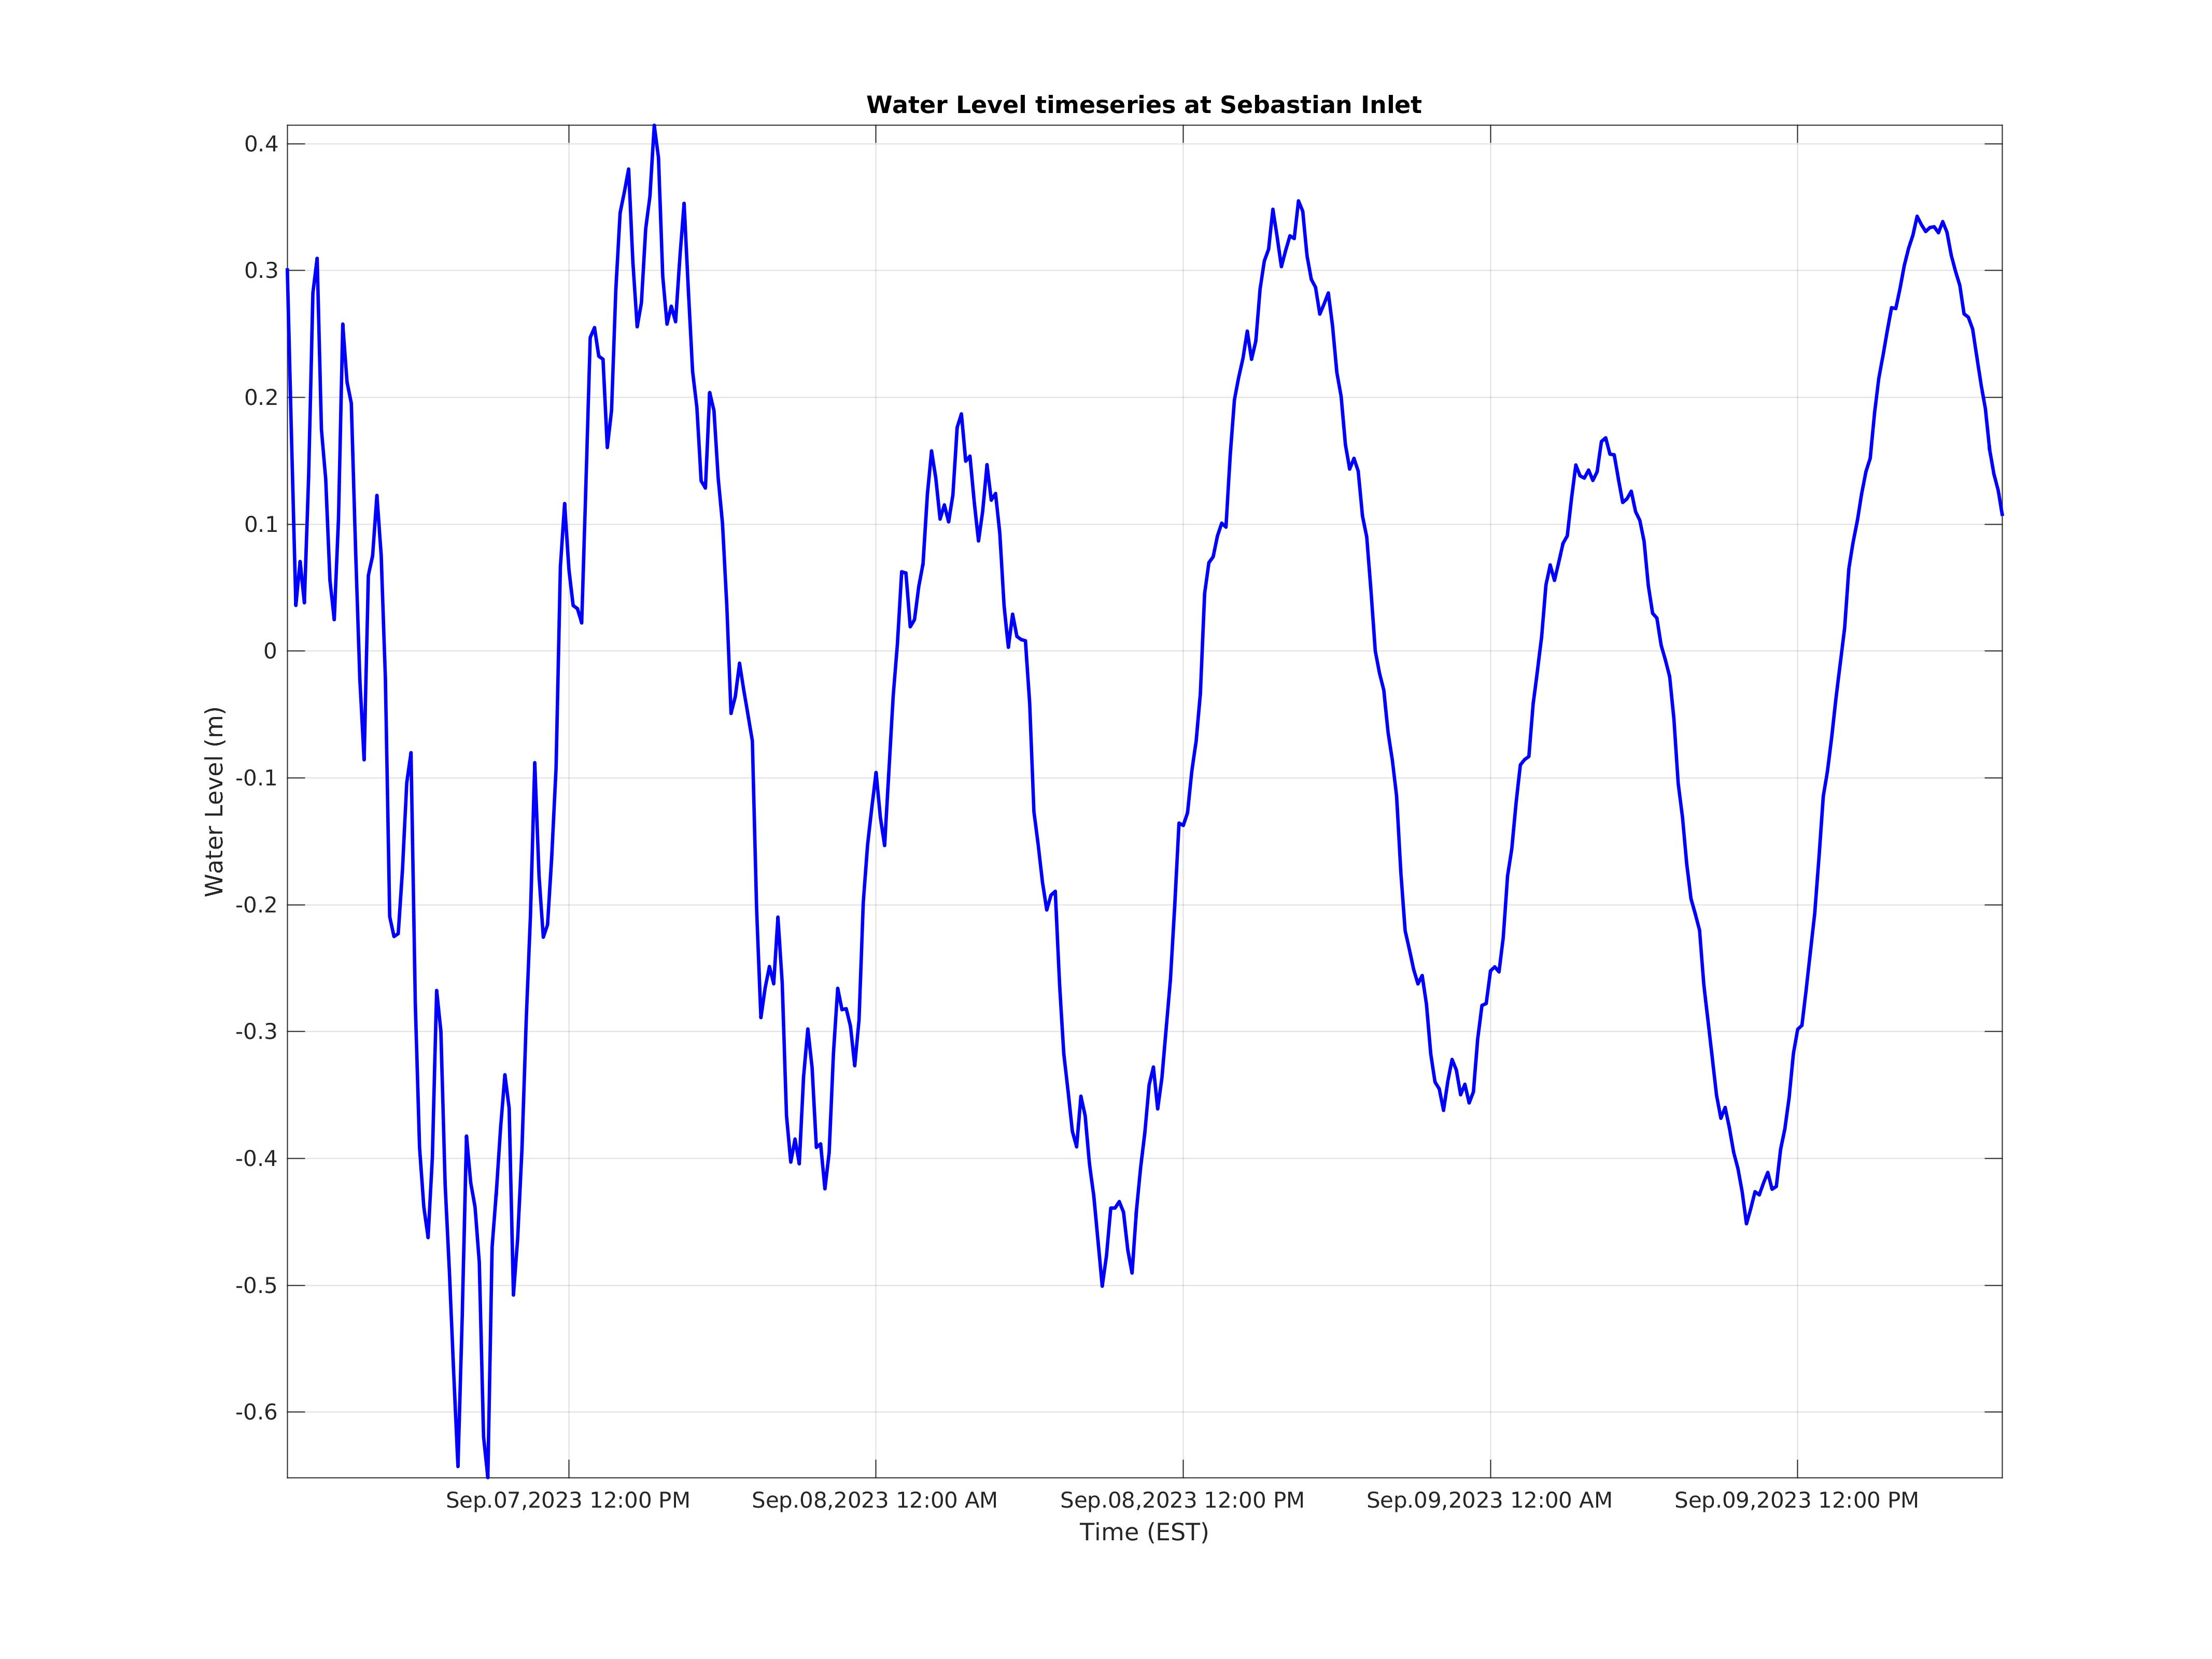 Water Level timeseries at Sebastian Inlet
0.4
0.3
0.2
0.1
0
-0.1
-0.2
-0.3
-0.4
-0.5
-0.6
Water Level (m)
Sep.07,2023 12:00 PM
Sep.08,2023 12:00 AM
Sep.08,2023 12:00 PM
Sep.09,2023 12:00 AM
Sep.09,2023 12:00 PM
Time (EST)